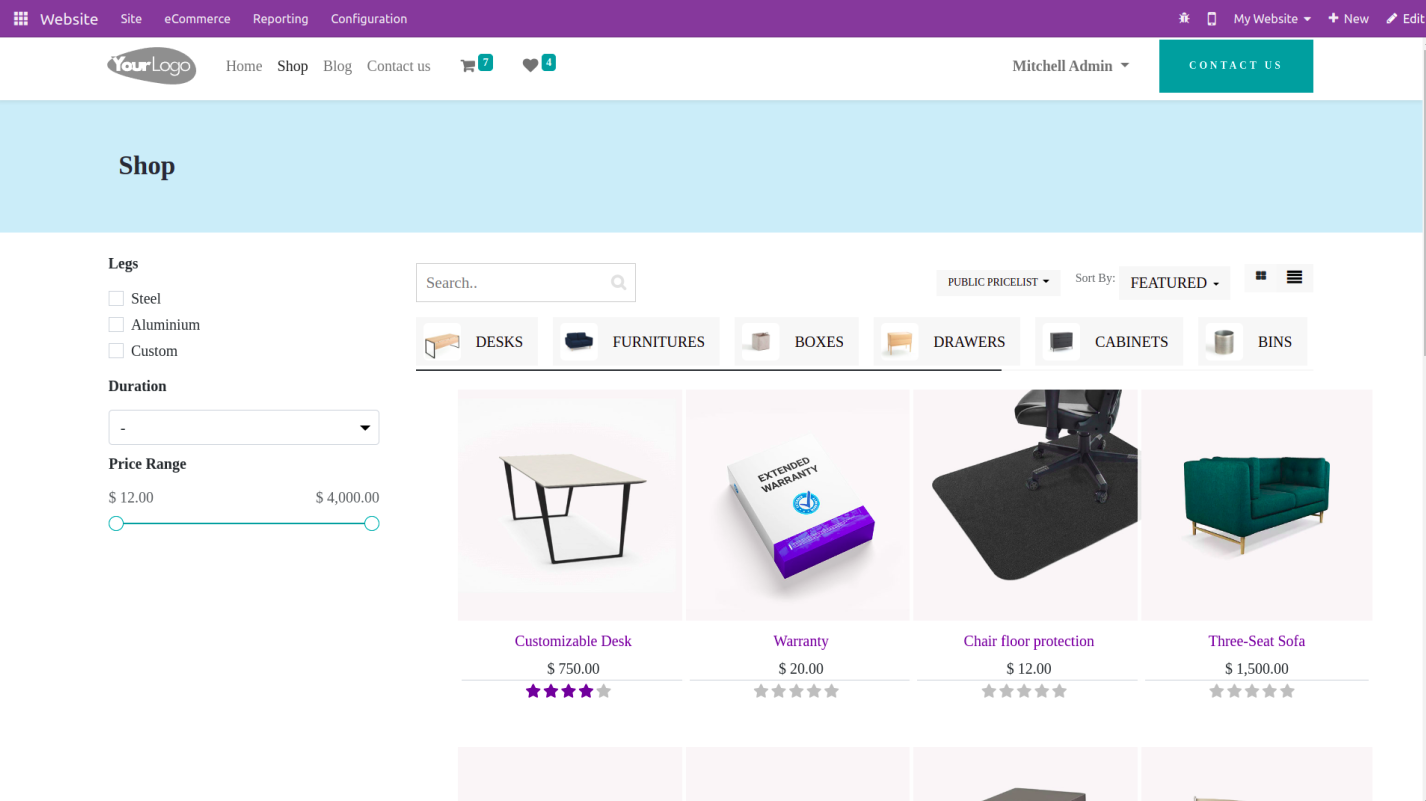 Website Site eCommerce Reporting Configuration My Website New Edit
YourLogo Home Shop Blog Contact us 7 4 Mitchell Admin CONTACT US
Shop
Legs
Steel
Aluminium
Custom
Duration
-
Price Range
$ 12.00 $ 4,000.00
Search.. PUBLIC PRICELIST Sort By: FEATURED
DESKS FURNITURES BOXES DRAWERS CABINETS BINS
EXTENDED
WARRANTY
Customizable Desk Warranty Chair floor protection Three-Seat Sofa
$ 750.00 $ 20.00 $ 12.00 $ 1,500.00